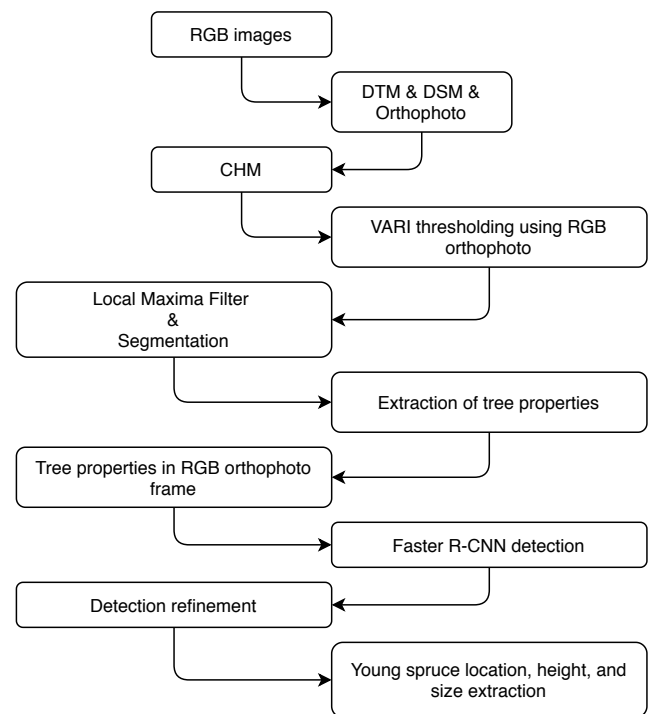 RGB images
DTM & DSM &
Orthophoto
CHM
VARI thresholding using RGB
orthophoto
Local Maxima Filter
&
Segmentation
Extraction of tree properties
Tree properties in RGB orthophoto
frame
Faster R-CNN detection
Detection refinement
Young spruce location, height, and
size extraction